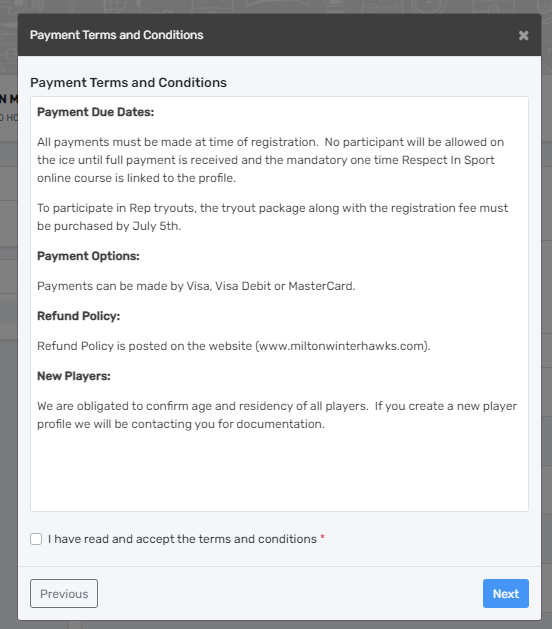 Payment Terms and Conditions
Payment Terms and Conditions
N M
O HO
Payment Due Dates:
All payments must be made at time of registration.  No participant will be allowed on
the ice until full payment is received and the mandatory one time Respect In Sport
online course is linked to the profile.
To participate in Rep tryouts, the tryout package along with the registration fee must
be purchased by July 5th.
Payment Options:
Payments can be made by Visa, Visa Debit or MasterCard.
Refund Policy:
Refund Policy is posted on the website (www.miltonwinterhawks.com).
New Players:
We are obligated to confirm age and residency of all players.  If you create a new player
profile we will be contacting you for documentation.
I have read and accept the terms and conditions *
Previous
Next